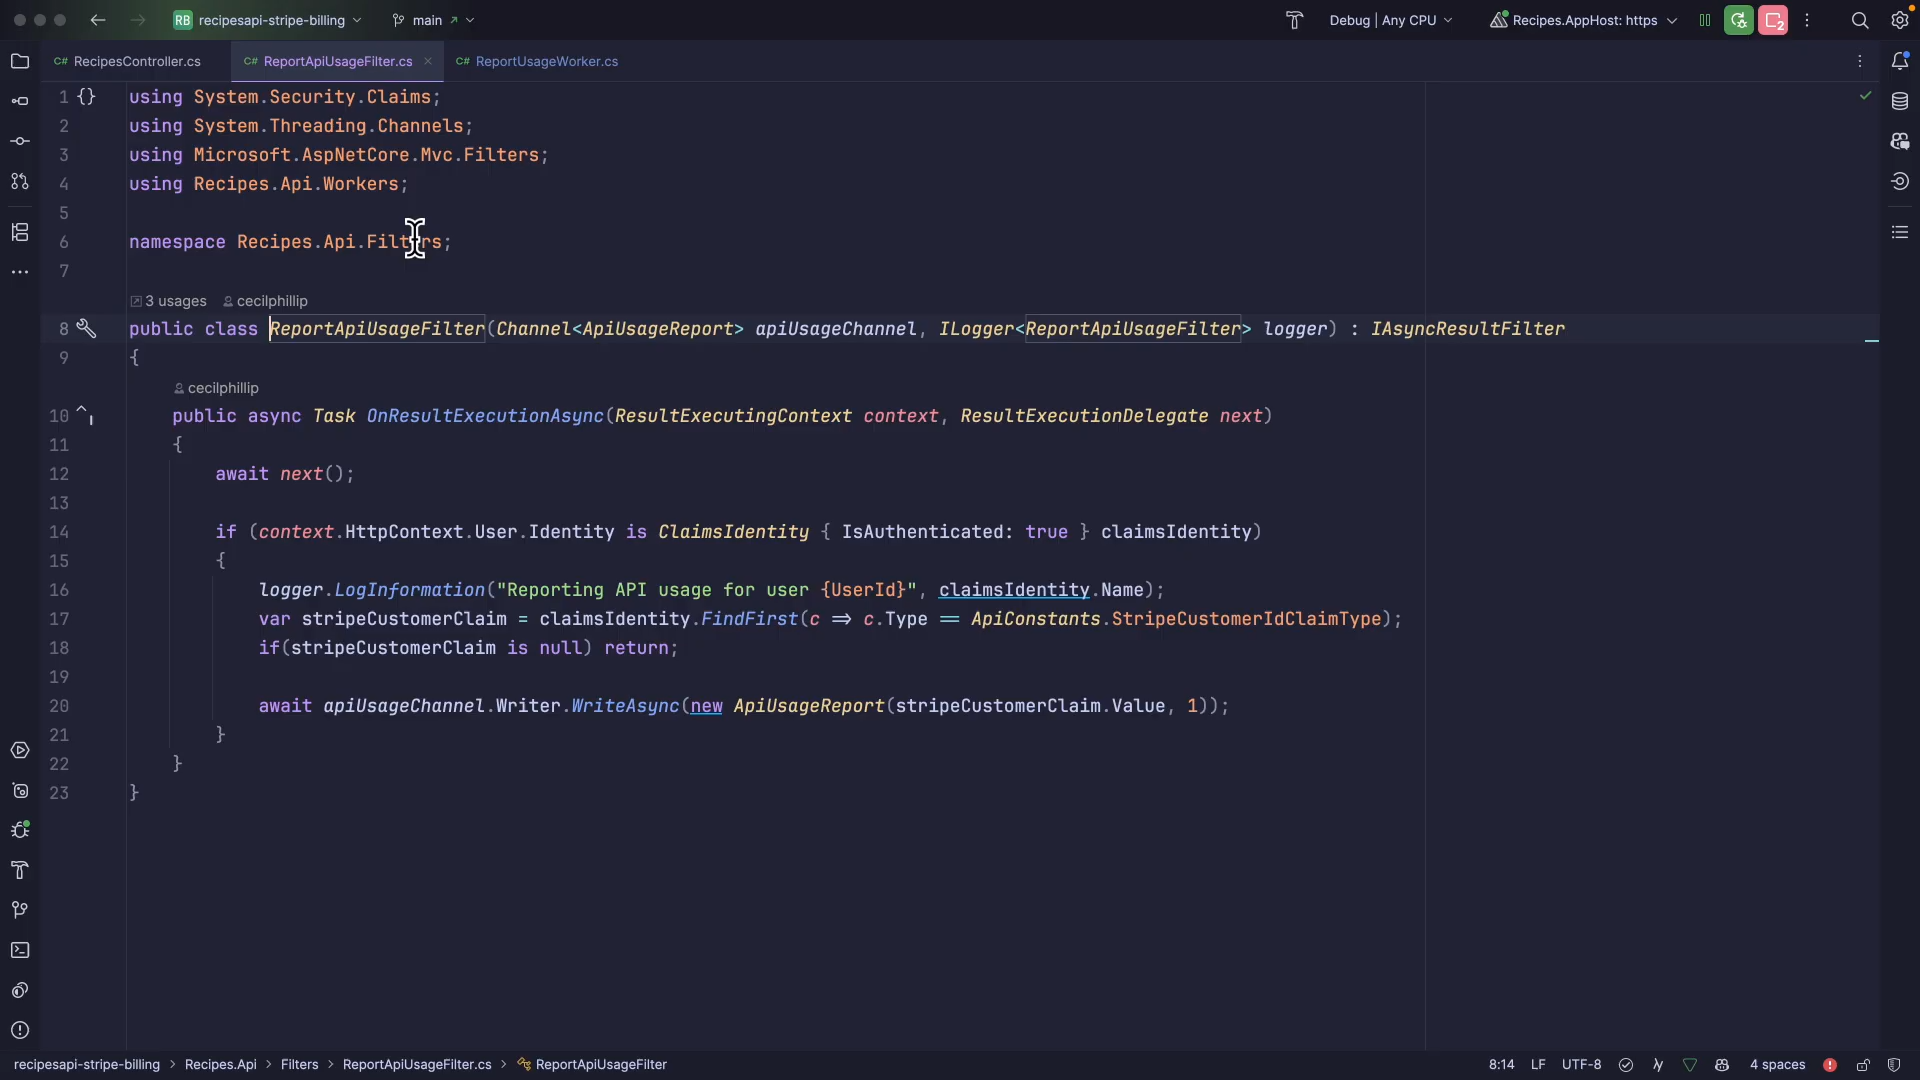 RB recipesapi-stripe-billing main Debug | Any CPU Recipes.AppHost: https 2
C# RecipesController.cs C# ReportApiUsageFilter.cs C# ReportUsageWorker.cs
1 {} using System.Security.Claims;
2 using System.Threading.Channels;
3 using Microsoft.AspNetCore.Mvc.Filters;
4 using Recipes.Api.Workers;
5
6 namespace Recipes.Api.Filters;
7
3 usages cecilphillip
8 public class ReportApiUsageFilter(Channel<ApiUsageReport> apiUsageChannel, ILogger<ReportApiUsageFilter> logger) : IAsyncResultFilter
9 {
cecilphillip
10 public async Task OnResultExecutionAsync(ResultExecutingContext context, ResultExecutionDelegate next)
11 {
12 await next();
13
14 if (context.HttpContext.User.Identity is ClaimsIdentity { IsAuthenticated: true } claimsIdentity)
15 {
16 logger.LogInformation("Reporting API usage for user {UserId}", claimsIdentity.Name);
17 var stripeCustomerClaim = claimsIdentity.FindFirst(c => c.Type == ApiConstants.StripeCustomerIdClaimType);
18 if(stripeCustomerClaim is null) return;
19
20 await apiUsageChannel.Writer.WriteAsync(new ApiUsageReport(stripeCustomerClaim.Value, 1));
21 }
22 }
23 }
recipesapi-stripe-billing > Recipes.Api > Filters > ReportApiUsageFilter.cs > ReportApiUsageFilter 8:14 LF UTF-8 4 spaces